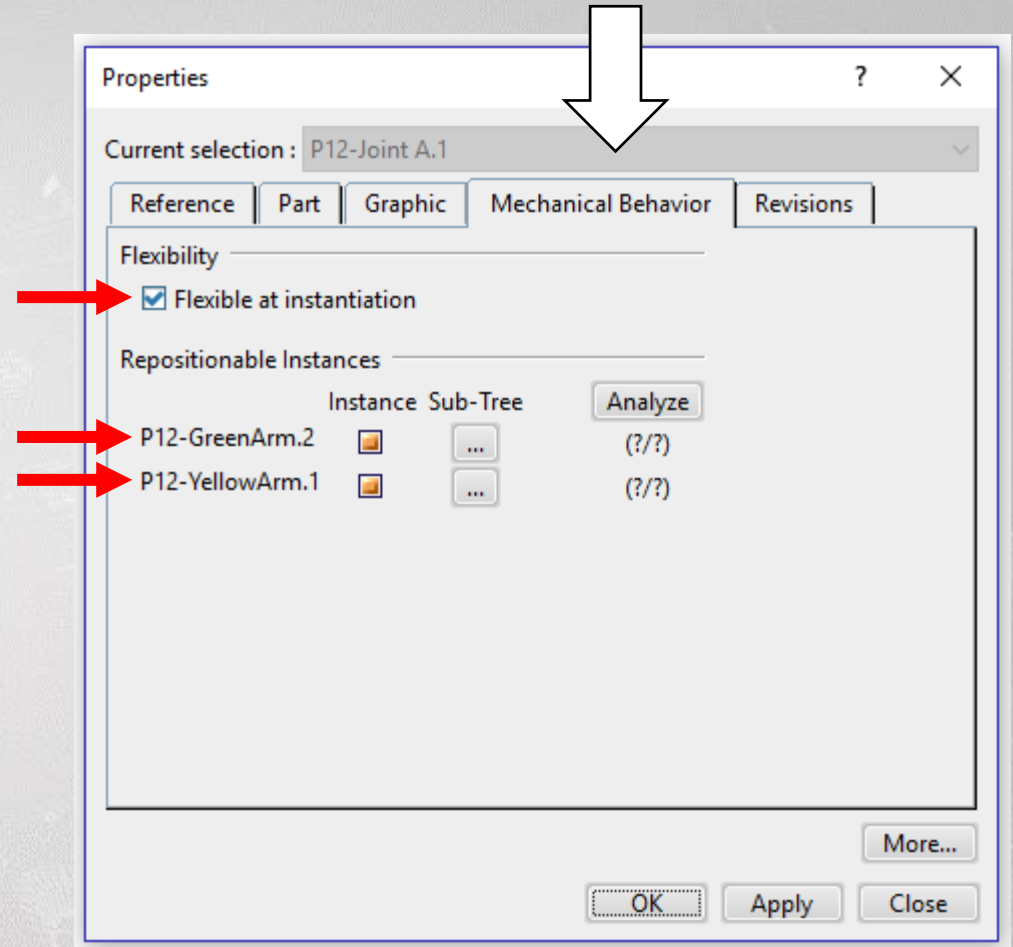 Properties ?
Current selection : P12-Joint A.1
Reference Part Graphic Mechanical Behavior Revisions
Flexibility
Flexible at instantiation
Repositionable Instances
Instance Sub-Tree Analyze
P12-GreenArm.2 ... (?/?)
P12-YellowArm.1 ... (?/?)
More...
OK Apply Close